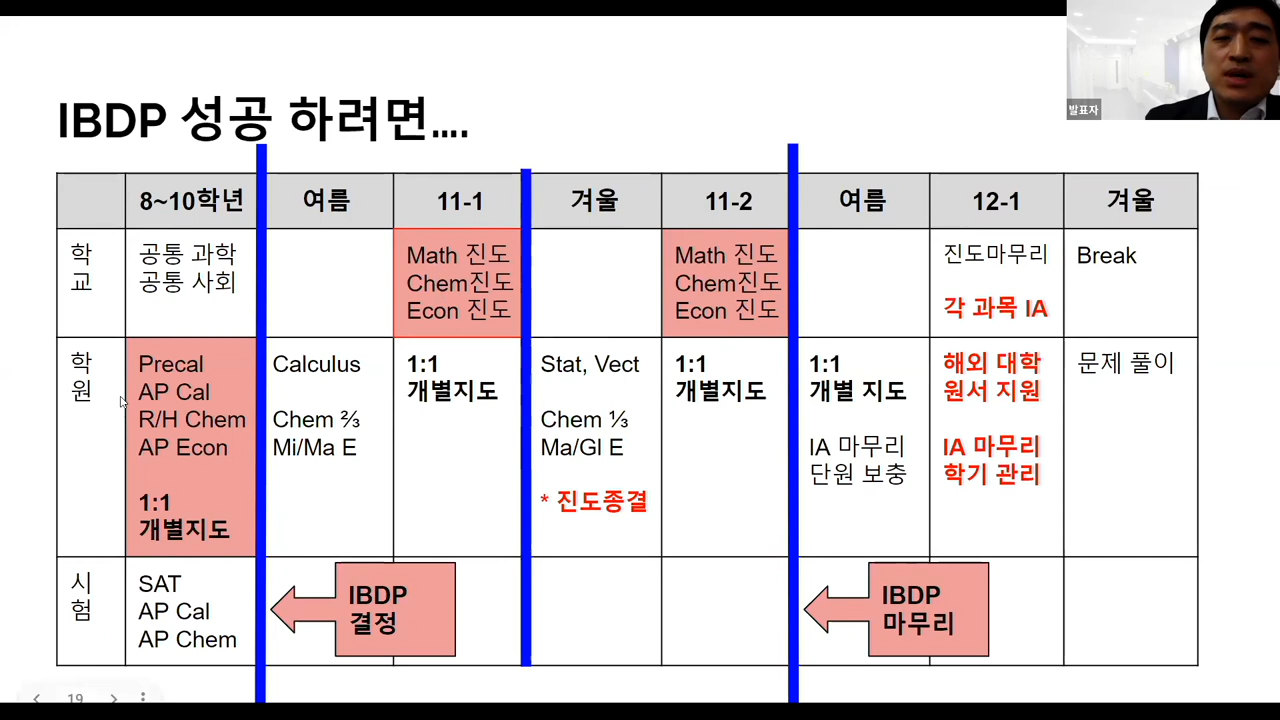 발표자
IBDP 성공 하려면....
8~10학년 여름 11-1 겨울 11-2 여름 12-1 겨울
학교
공통 과학
공통 사회
Math 진도
Chem진도
Econ 진도
Math 진도
Chem진도
Econ 진도
진도마무리
각 과목 IA
Break
학원
Precal
AP Cal
R/H Chem
AP Econ
1:1
개별지도
Calculus
Chem ⅔
Mi/Ma E
1:1
개별지도
Stat, Vect
Chem ⅓
Ma/Gl E
* 진도종결
1:1
개별지도
1:1
개별 지도
IA 마무리
단원 보충
해외 대학
원서 지원
IA 마무리
학기 관리
문제 풀이
시험
SAT
AP Cal
AP Chem
IBDP
결정
IBDP
마무리
19